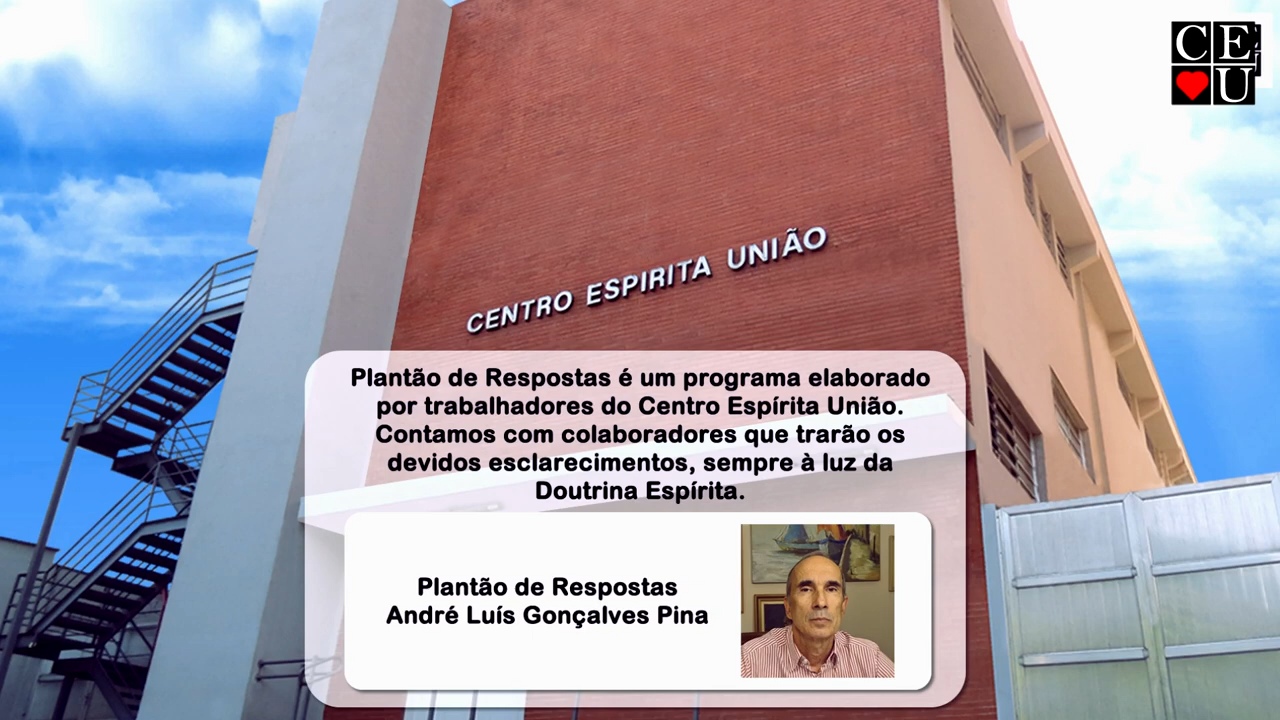 CE
U
CENTRO ESPIRITA UNIÃO
Plantão de Respostas é um programa elaborado
por trabalhadores do Centro Espírita União.
Contamos com colaboradores que trarão os
devidos esclarecimentos, sempre à luz da
Doutrina Espírita.
Plantão de Respostas
André Luís Gonçalves Pina